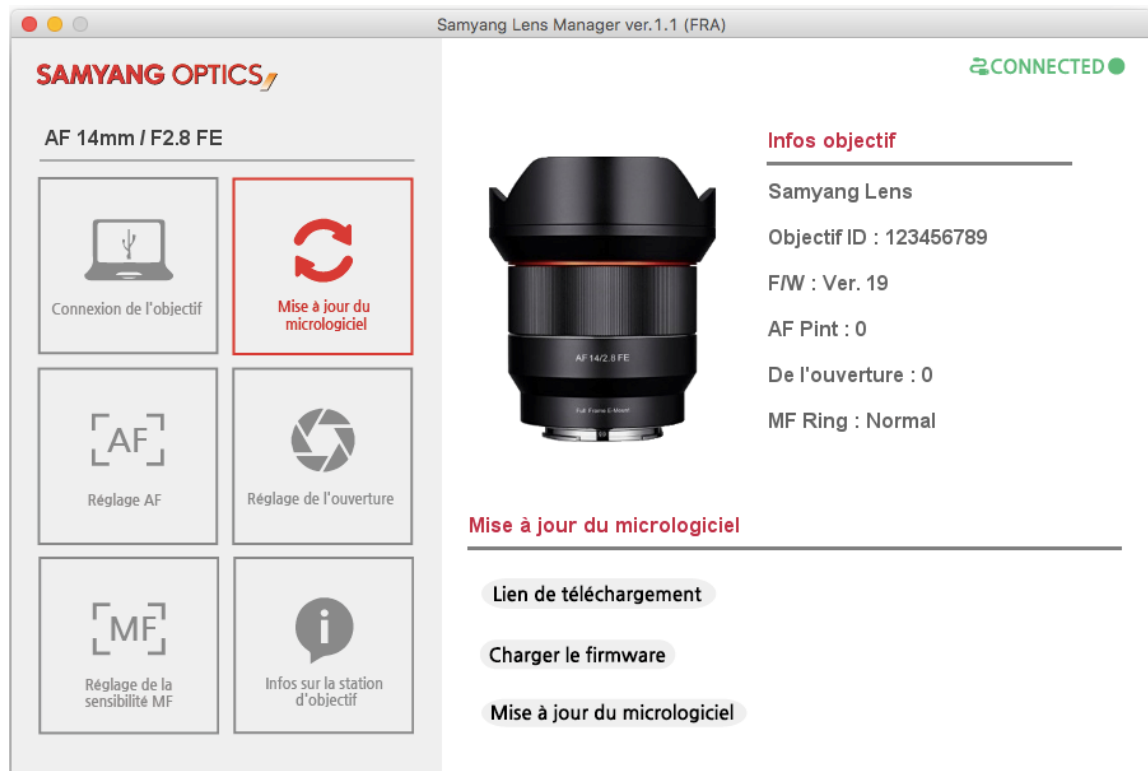 Samyang Lens Manager ver.1.1 (FRA)
SAMYANG OPTICS
CONNECTED
AF 14mm / F2.8 FE
Connexion de l'objectif
Mise à jour du
micrologiciel
AF
Réglage AF
Réglage de l'ouverture
MF
Réglage de la
sensibilité MF
i
Infos sur la station
d'objectif
AF 14/2.8 FE
Full Frame E-Mount
Infos objectif
Samyang Lens
Objectif ID : 123456789
F/W : Ver. 19
AF Pint : 0
De l'ouverture : 0
MF Ring : Normal
Mise à jour du micrologiciel
Lien de téléchargement
Charger le firmware
Mise à jour du micrologiciel